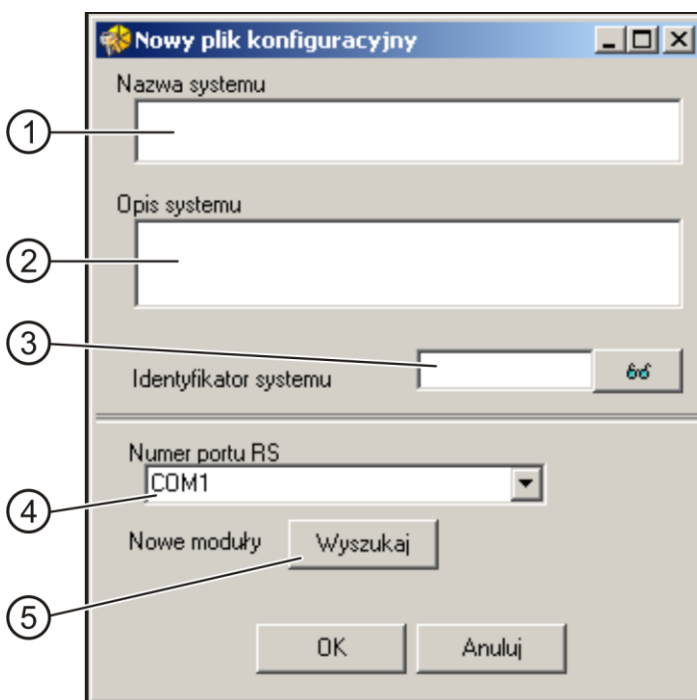 Nowy plik konfiguracyjny
Nazwa systemu
1
Opis systemu
2
3
Identyfikator systemu
Numer portu RS
COM1
4
Nowe moduły Wyszukaj
5
OK Anuluj